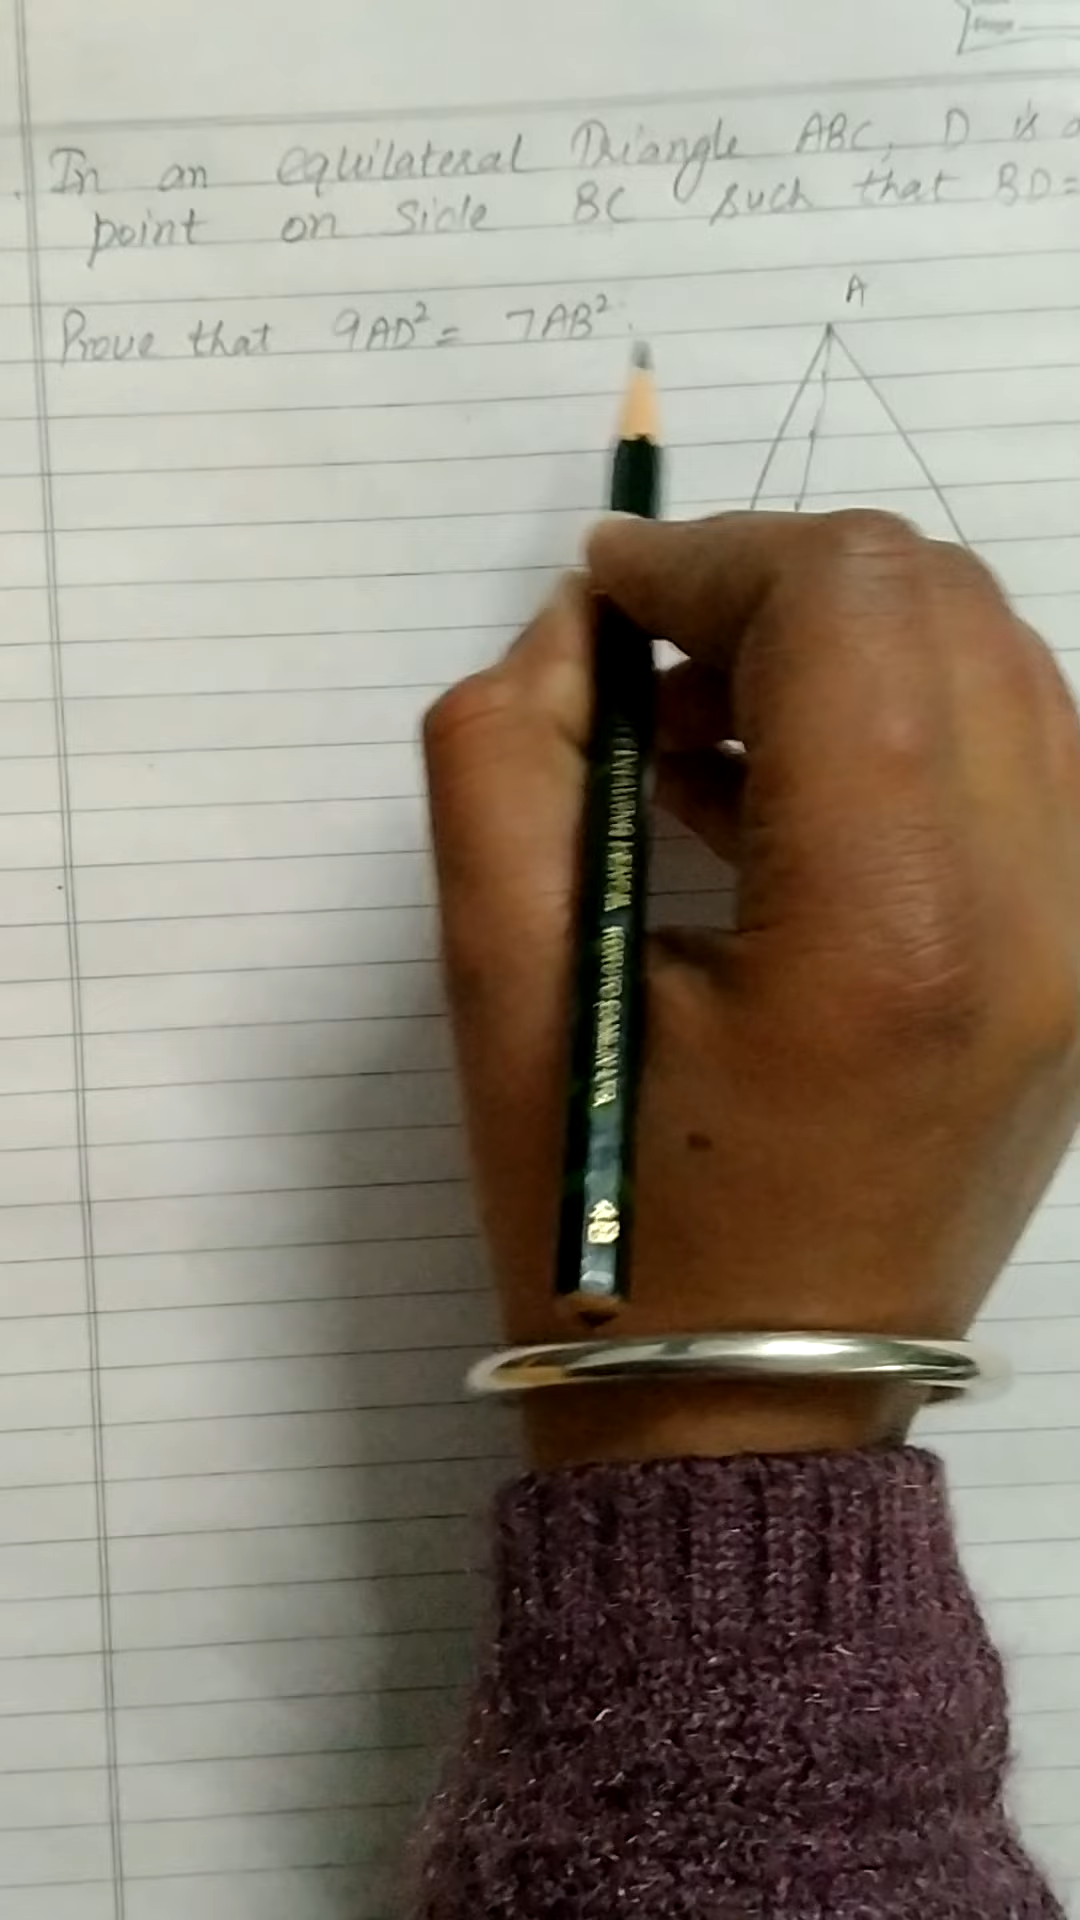 In an equilateral Triangle ABC, D is a
point on side BC such that BD=
Prove that 9AD² = 7AB².
A